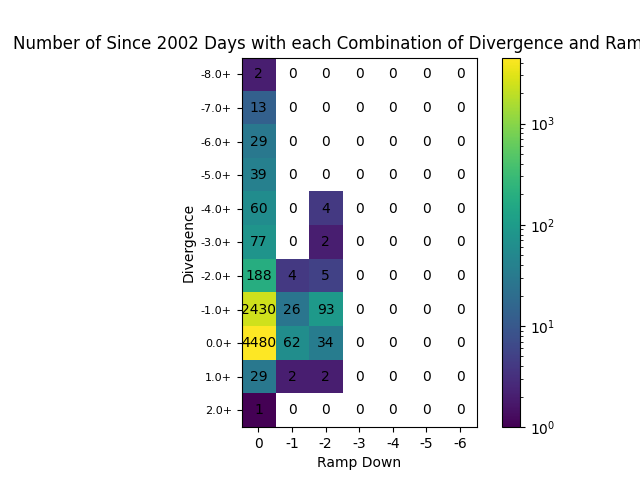 Number of Since 2002 Days with each Combination of Divergence and Ram
Divergence
-8.0+ 2 0 0 0 0 0 0
-7.0+ 13 0 0 0 0 0 0
-6.0+ 29 0 0 0 0 0 0
-5.0+ 39 0 0 0 0 0 0
-4.0+ 60 0 4 0 0 0 0
-3.0+ 77 0 2 0 0 0 0
-2.0+ 188 4 5 0 0 0 0
-1.0+ 2430 26 93 0 0 0 0
0.0+ 4480 62 34 0 0 0 0
1.0+ 29 2 2 0 0 0 0
2.0+ 1 0 0 0 0 0 0
0 -1 -2 -3 -4 -5 -6
Ramp Down
10³
10²
10¹
10⁰